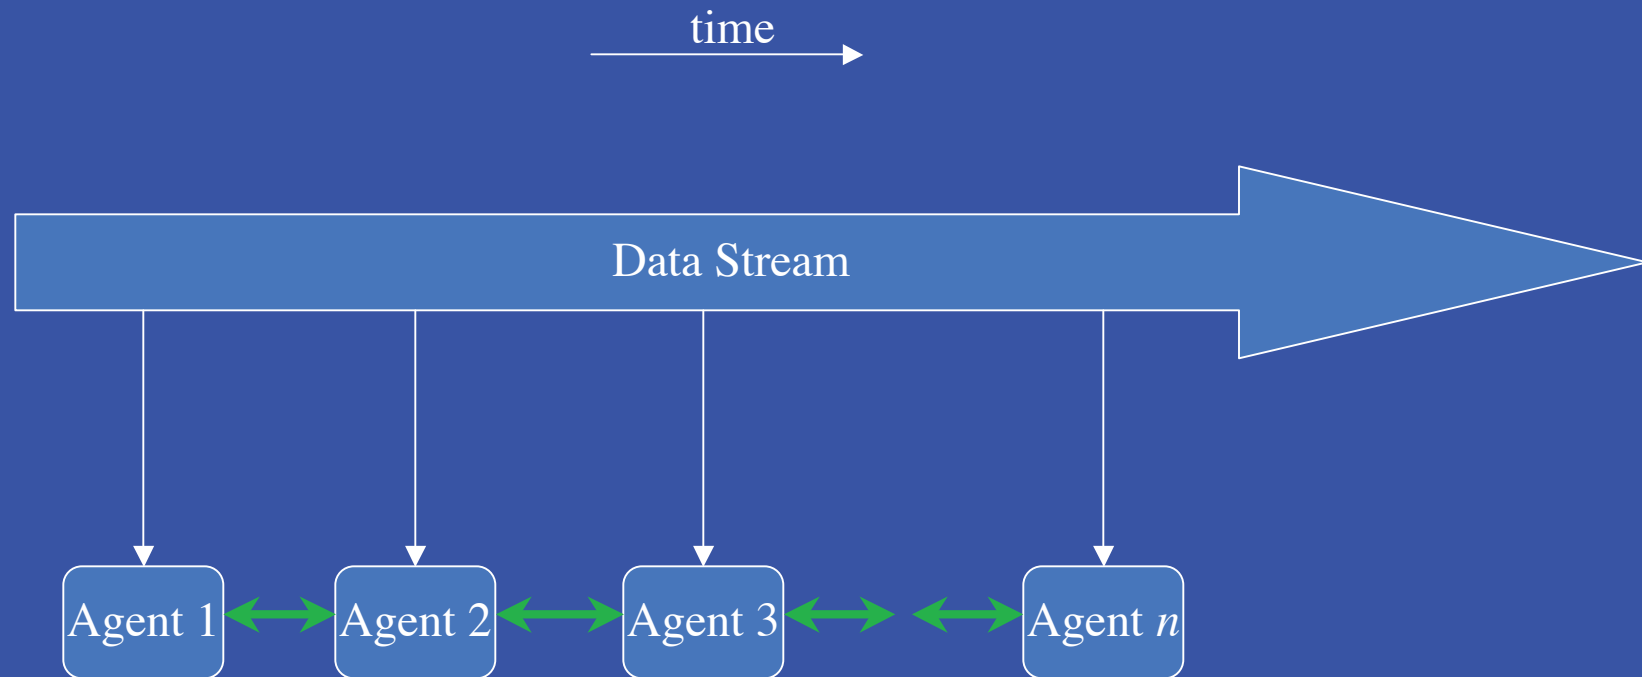 time
Data Stream
Agent 1
Agent 2
Agent 3
Agent n